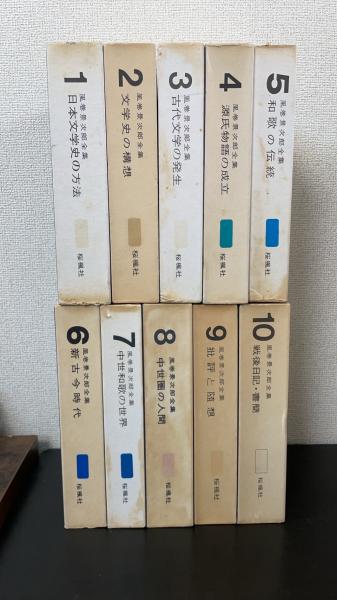 1
風巻景次郎全集
日本文学史の方法
桜楓社
2
風巻景次郎全集
文学史の構想
桜楓社
3
風巻景次郎全集
古代文学の発生
桜楓社
4
風巻景次郎全集
源氏物語の成立
桜楓社
5
風巻景次郎全集
和歌の伝統
桜楓社
6
風巻景次郎全集
新古今時代
桜楓社
7
風巻景次郎全集
中世和歌の世界
桜楓社
8
風巻景次郎全集
中世圏の人間
桜楓社
9
風巻景次郎全集
批評と随想
桜楓社
10
風巻景次郎全集
戦後日記・書簡
桜楓社